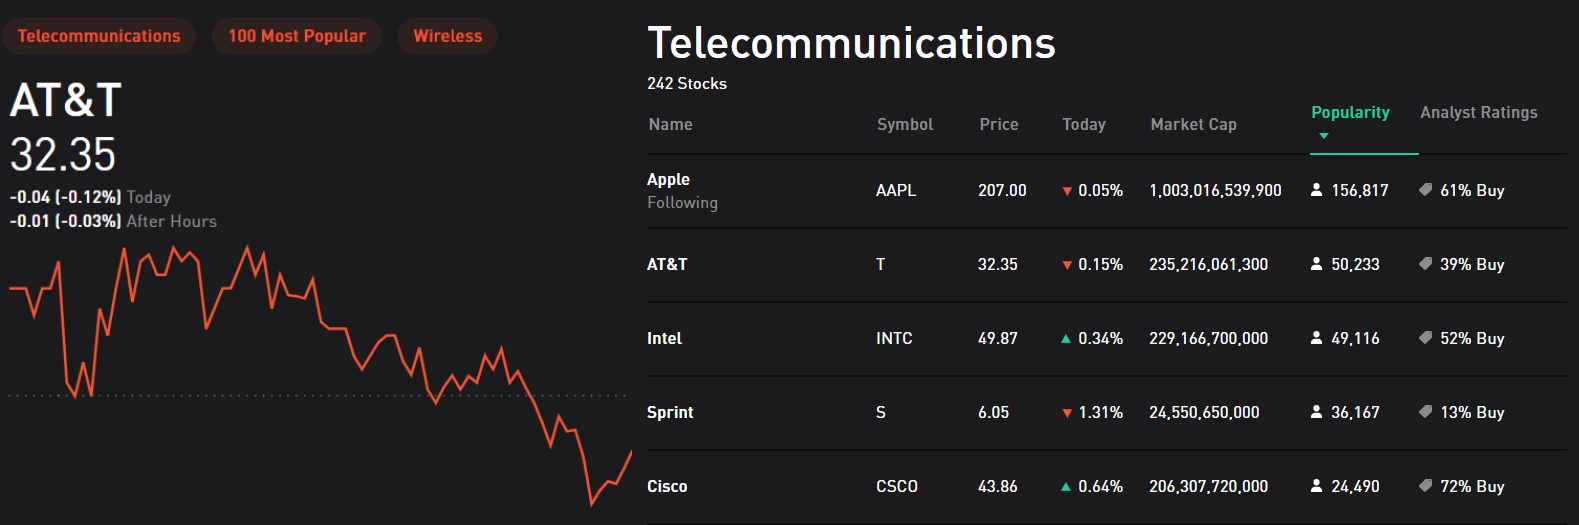 Telecommunications 100 Most Popular Wireless
AT&T
32.35
-0.04 (-0.12%) Today
-0.01 (-0.03%) After Hours
Telecommunications
242 Stocks
Name Symbol Price Today Market Cap Popularity Analyst Ratings
Apple AAPL 207.00 0.05% 1,003,016,539,900 156,817 61% Buy
Following
AT&T T 32.35 0.15% 235,216,061,300 50,233 39% Buy
Intel INTC 49.87 0.34% 229,166,700,000 49,116 52% Buy
Sprint S 6.05 1.31% 24,550,650,000 36,167 13% Buy
Cisco CSCO 43.86 0.64% 206,307,720,000 24,490 72% Buy